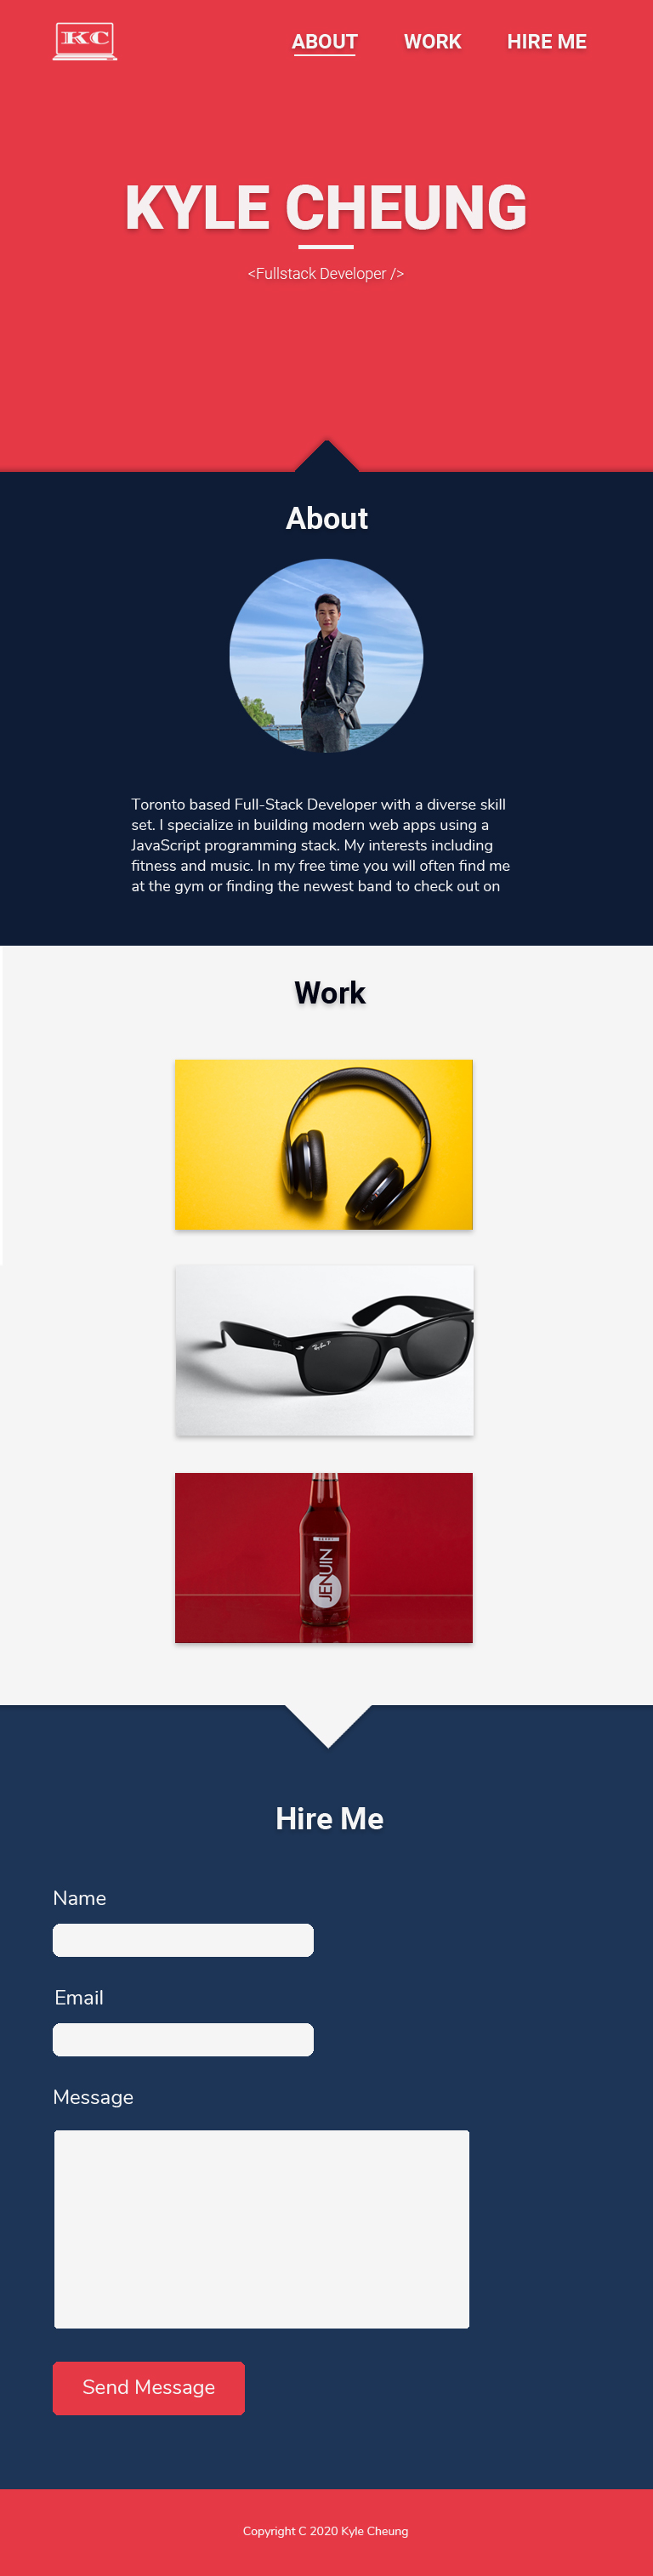 KC
ABOUT WORK HIRE ME
KYLE CHEUNG
<Fullstack Developer />
About
Toronto based Full-Stack Developer with a diverse skill
set. I specialize in building modern web apps using a
JavaScript programming stack. My interests including
fitness and music. In my free time you will often find me
at the gym or finding the newest band to check out on
Work
Ray-Ban P
JENUIN
Hire Me
Name
Email
Message
Send Message
Copyright C 2020 Kyle Cheung